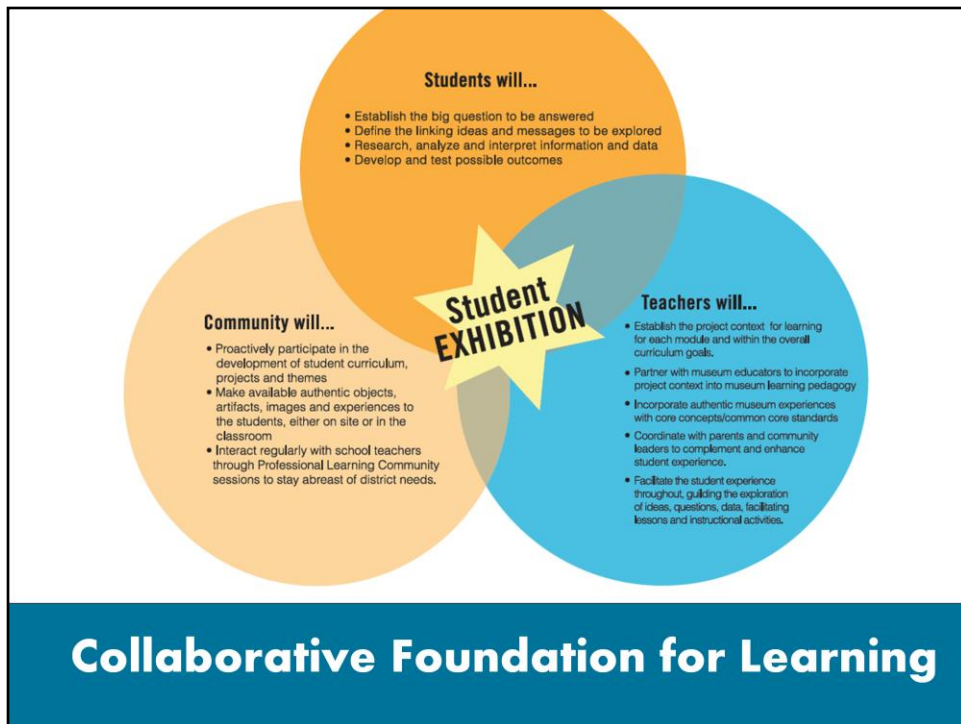 Students will...
• Establish the big question to be answered
• Define the linking ideas and messages to be explored
• Research, analyze and interpret information and data
• Develop and test possible outcomes
Student
EXHIBITION
Community will...
• Proactively participate in the
development of student curriculum,
projects and themes
• Make available authentic objects,
artifacts, images and experiences to
the students, either on site or in the
classroom
• Interact regularly with school teachers
through Professional Learning Community
sessions to stay abreast of district needs.
Teachers will...
• Establish the project context for learning
for each module and within the overall
curriculum goals.
• Partner with museum educators to incorporate
project context into museum learning pedagogy
• Incorporate authentic museum experiences
with core concepts/common core standards
• Coordinate with parents and community
leaders to complement and enhance
student experience.
• Facilitate the student experience
throughout, guilding the exploration
of ideas, questions, data, facilitating
lessons and instructional activities.
Collaborative Foundation for Learning